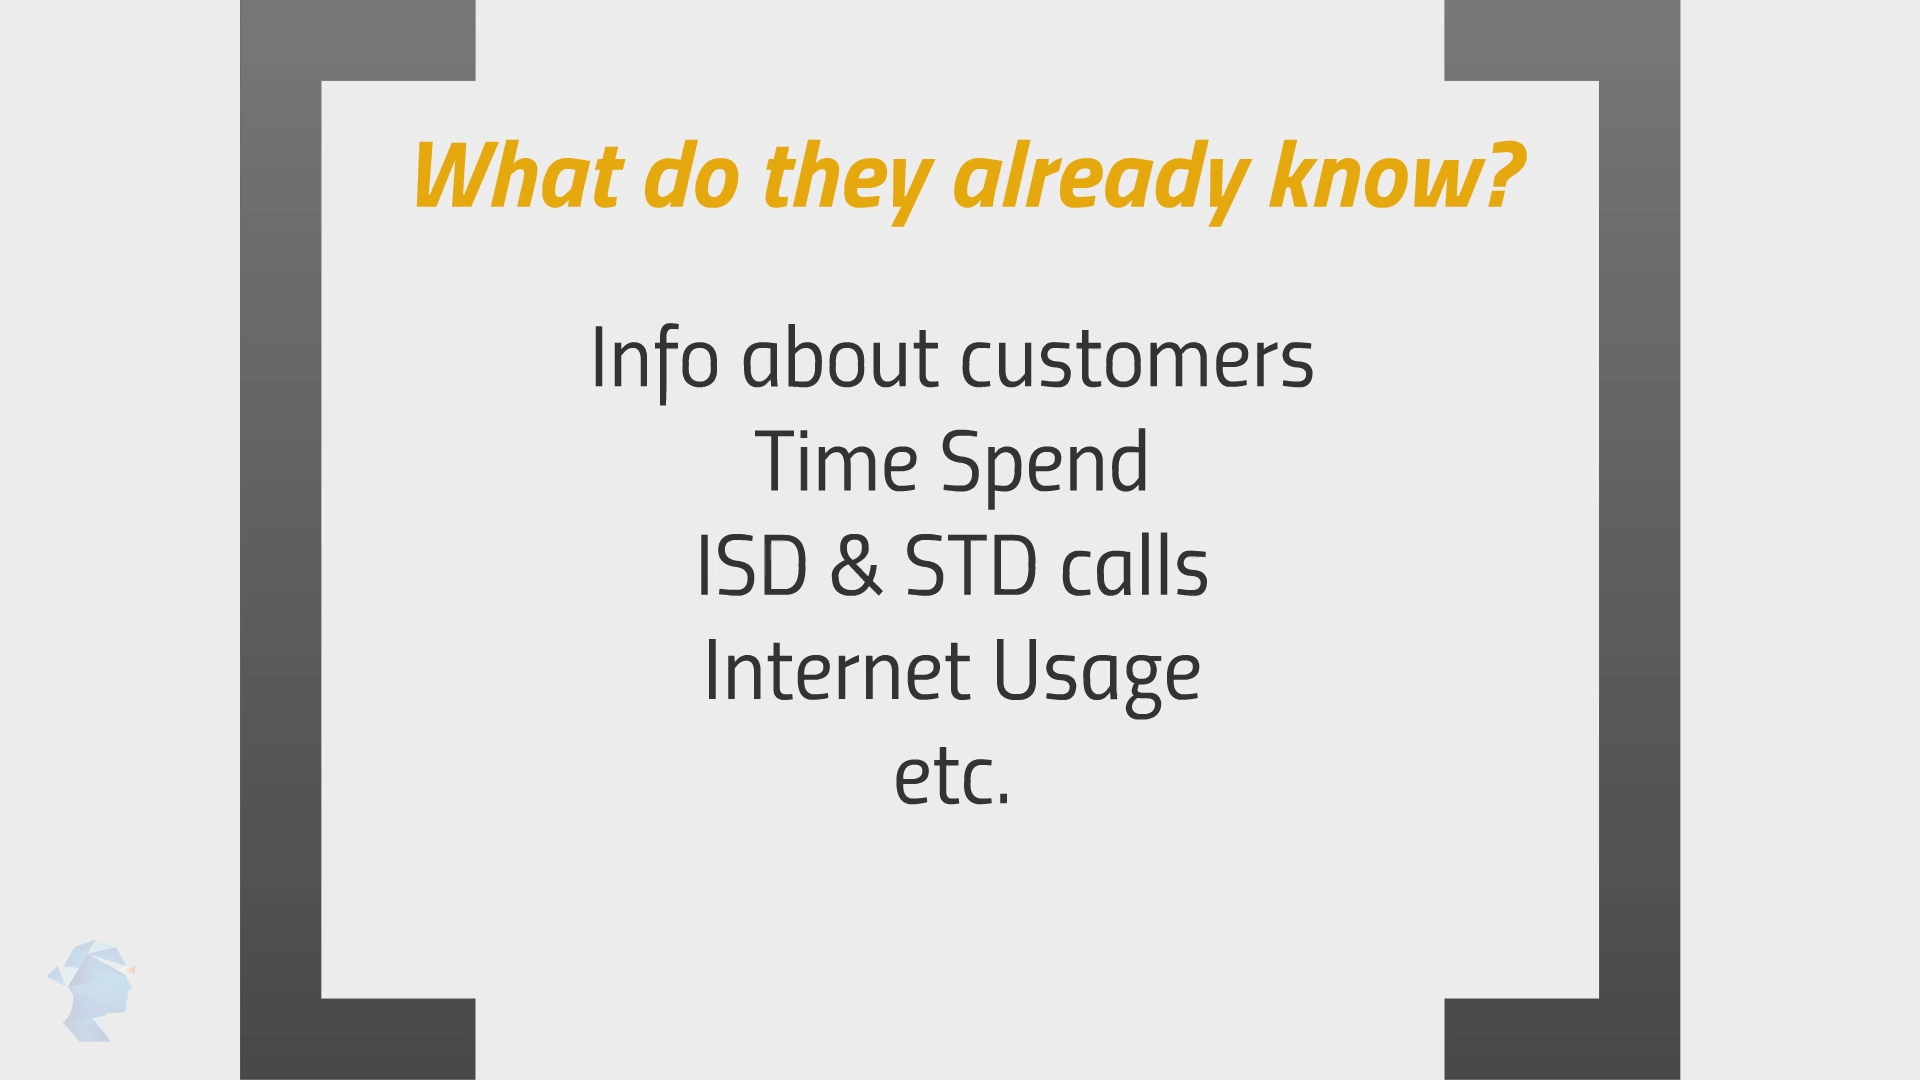 What do they already know?
Info about customers
Time Spend
ISD & STD calls
Internet Usage
etc.